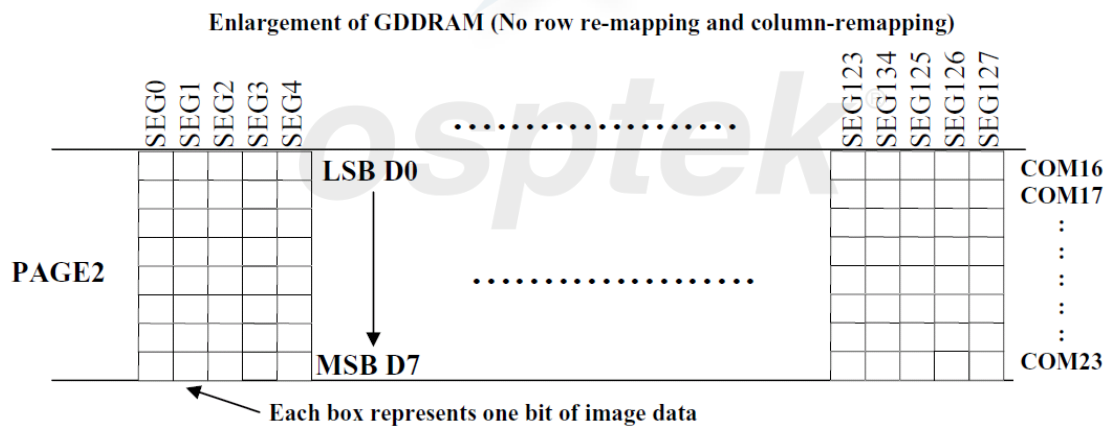 Enlargement of GDDRAM (No row re-mapping and column-remapping)
SEG0
SEG1
SEG2
SEG3
SEG4
SEG123
SEG134
SEG125
SEG126
SEG127
osptek®
....................
LSB D0
COM16
COM17
:
:
:
:
:
PAGE2
....................
MSB D7
COM23
Each box represents one bit of image data